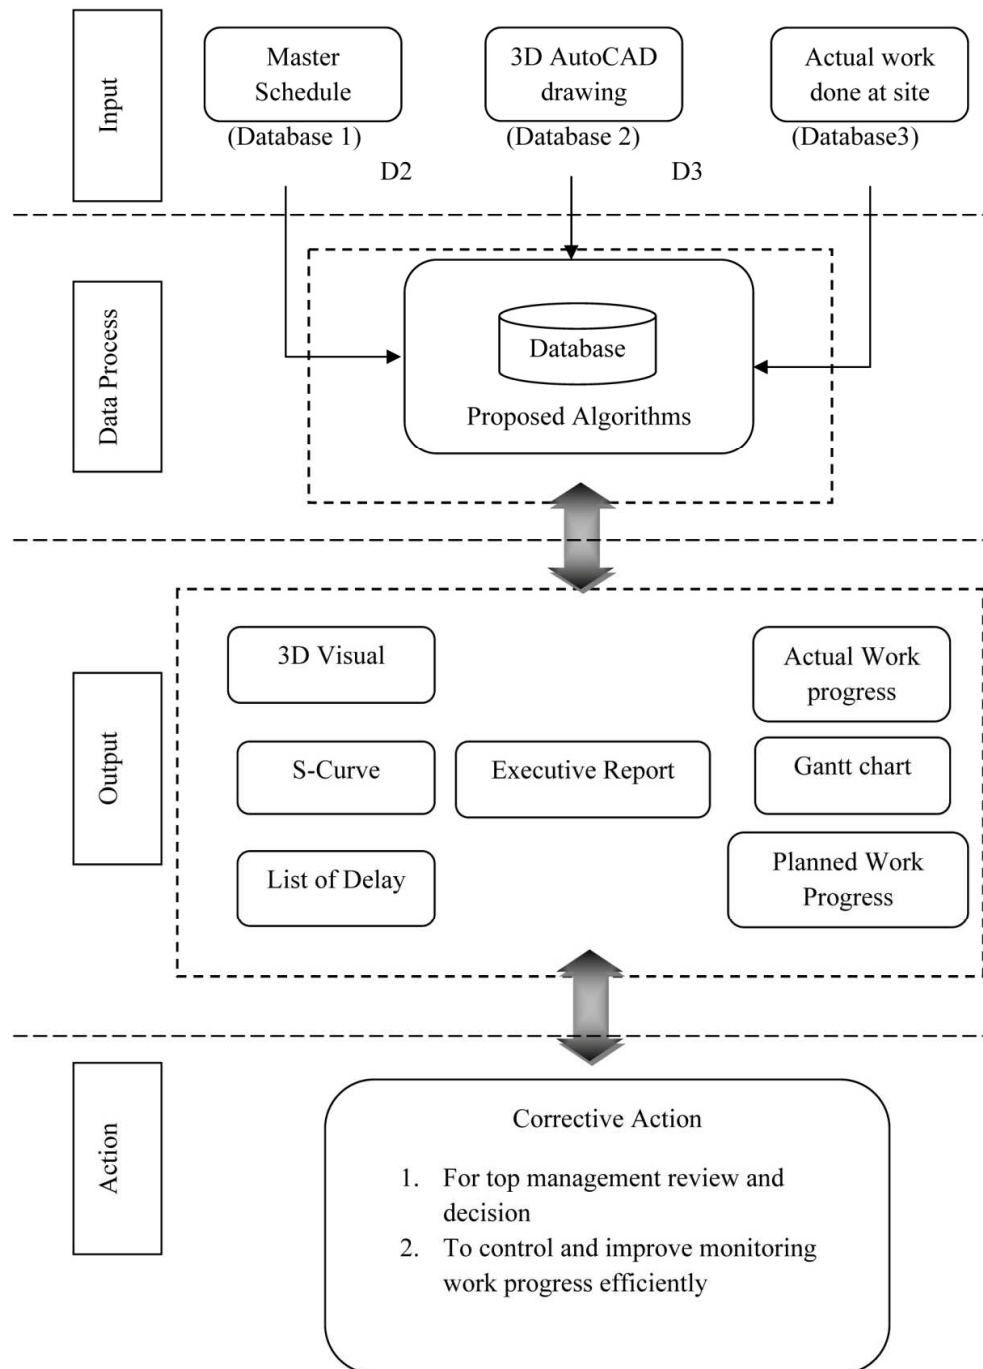 Input
Master
Schedule
(Database 1)
3D AutoCAD
drawing
(Database 2)
Actual work
done at site
(Database3)
D2
D3
Data Process
Database
Proposed Algorithms
Output
3D Visual
S-Curve
List of Delay
Executive Report
Actual Work
progress
Gantt chart
Planned Work
Progress
Action
Corrective Action
1. For top management review and
decision
2. To control and improve monitoring
work progress efficiently